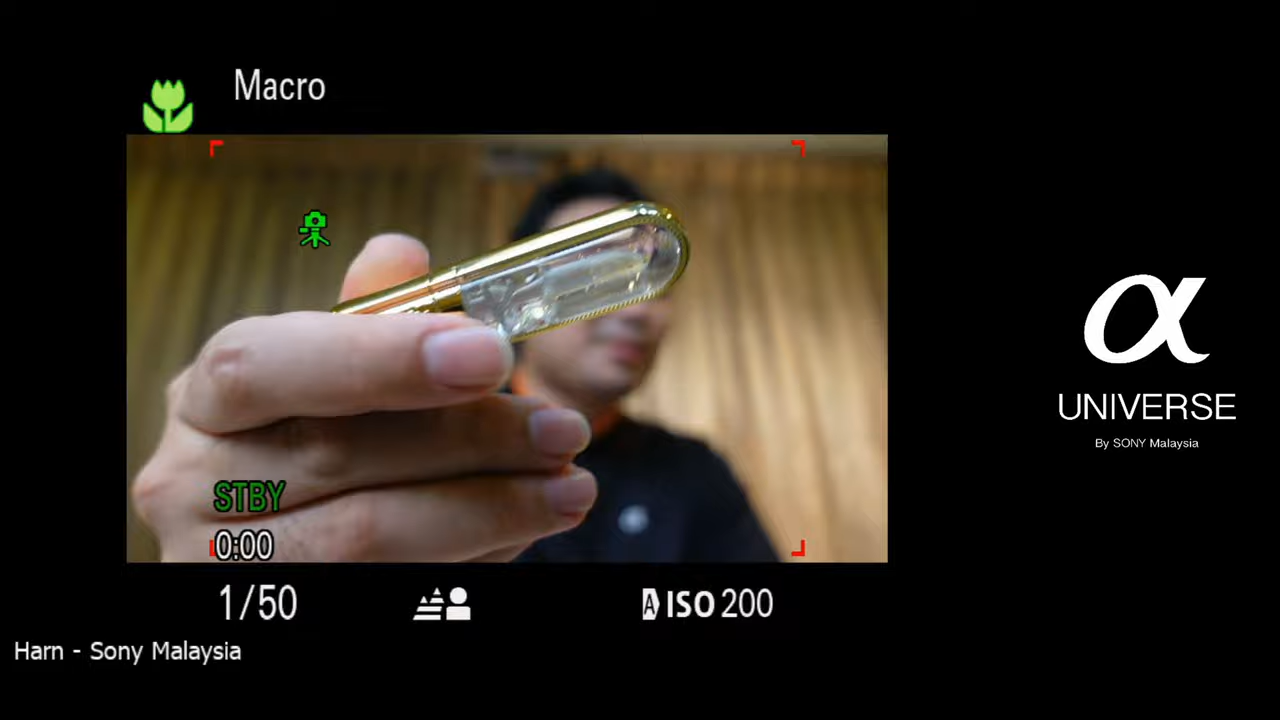 Macro
STBY
0:00
1/50
A ISO 200
α
UNIVERSE
By SONY Malaysia
Harn - Sony Malaysia